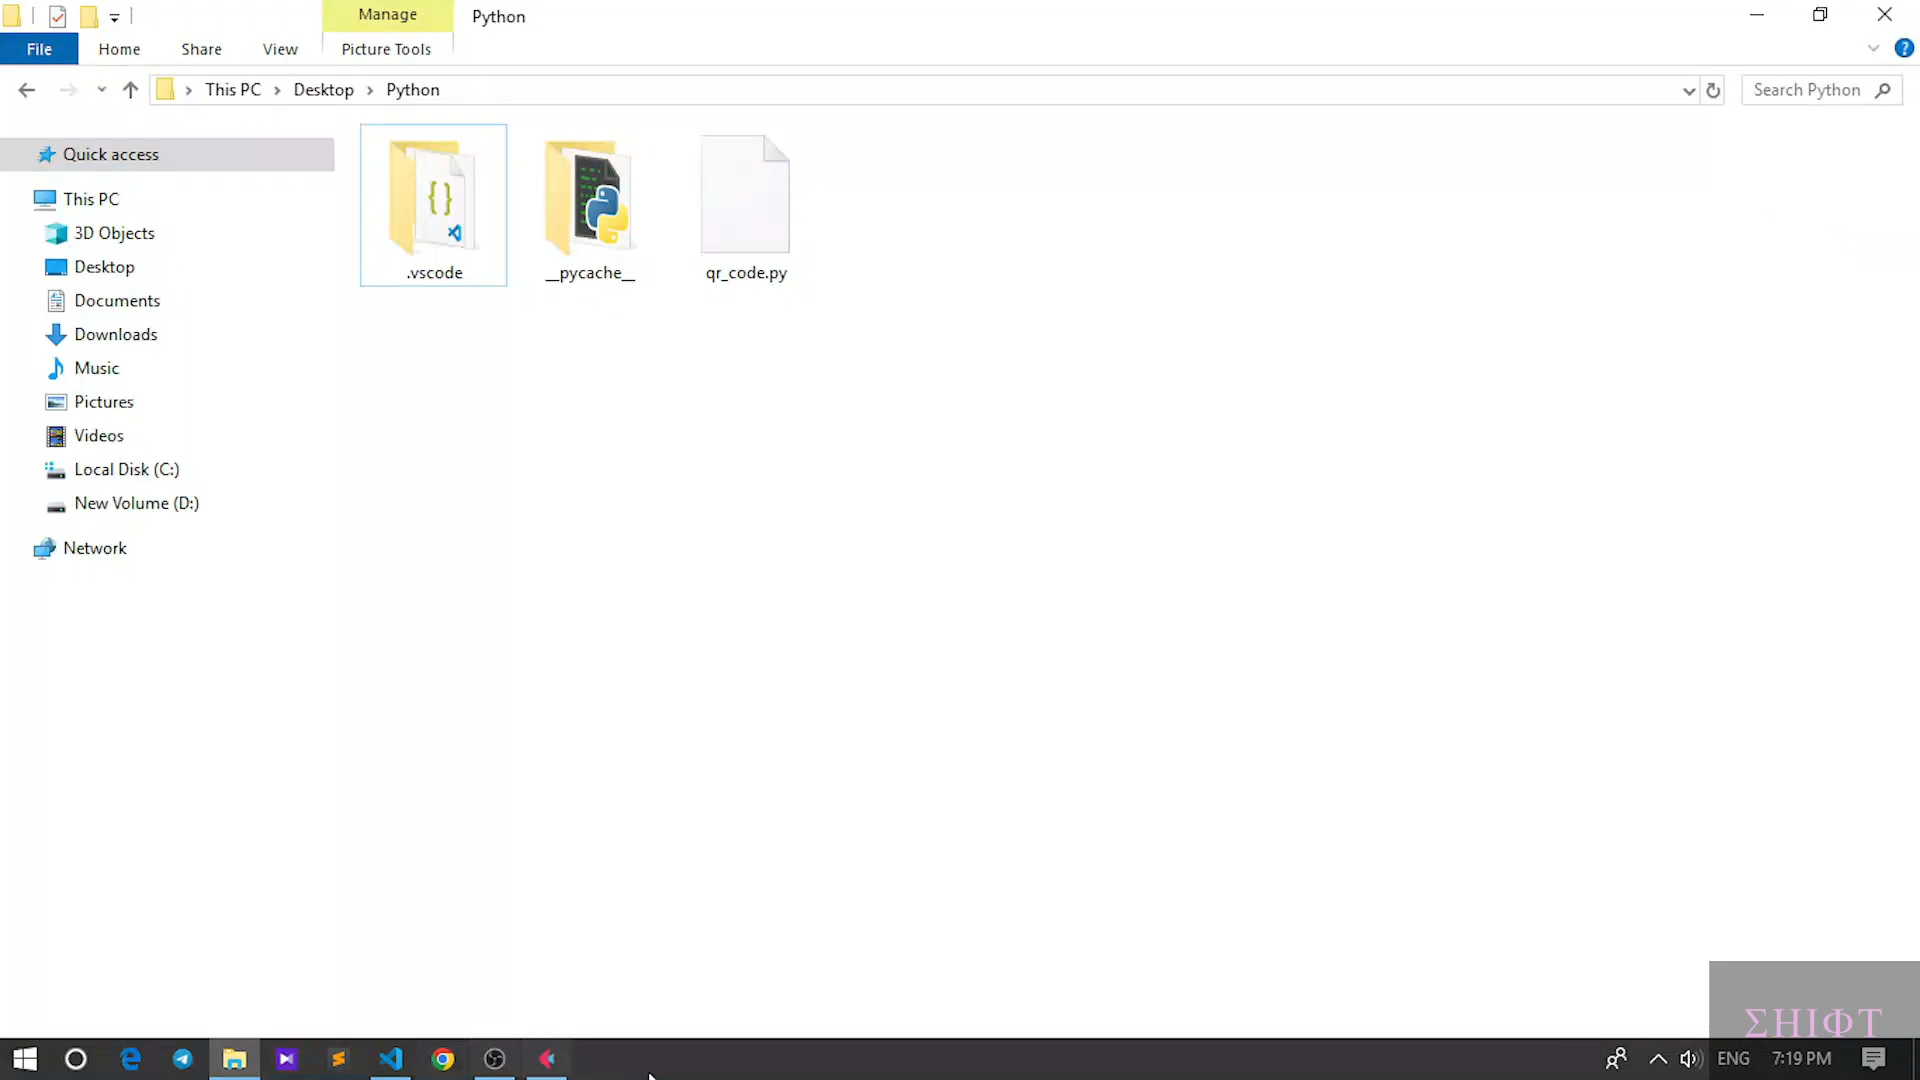 Manage
Python
File
Home
Share
View
Picture Tools
This PC
Desktop
Python
Search Python
Quick access
This PC
3D Objects
Desktop
Documents
Downloads
Music
Pictures
Videos
Local Disk (C:)
New Volume (D:)
Network
.vscode
__pycache__
qr_code.py
ΣHIΦT
ENG
7:19 PM